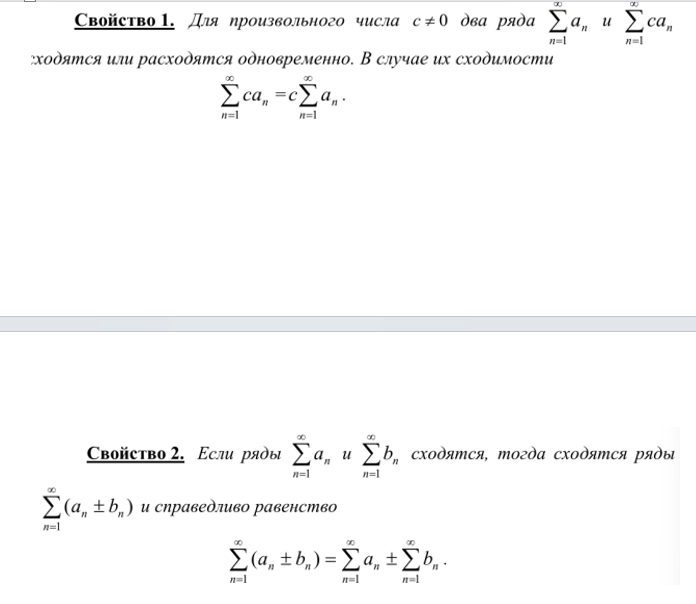 Свойство 1. Для произвольного числа c ≠ 0 два ряда $\sum_{n=1}^{\infty} a_n$ и $\sum_{n=1}^{\infty} ca_n$
сходятся или расходятся одновременно. В случае их сходимости
$\sum_{n=1}^{\infty} ca_n = c\sum_{n=1}^{\infty} a_n$.
Свойство 2. Если ряды $\sum_{n=1}^{\infty} a_n$ и $\sum_{n=1}^{\infty} b_n$ сходятся, тогда сходятся ряды
$\sum_{n=1}^{\infty} (a_n \pm b_n)$ и справедливо равенство
$\sum_{n=1}^{\infty} (a_n \pm b_n) = \sum_{n=1}^{\infty} a_n \pm \sum_{n=1}^{\infty} b_n$.